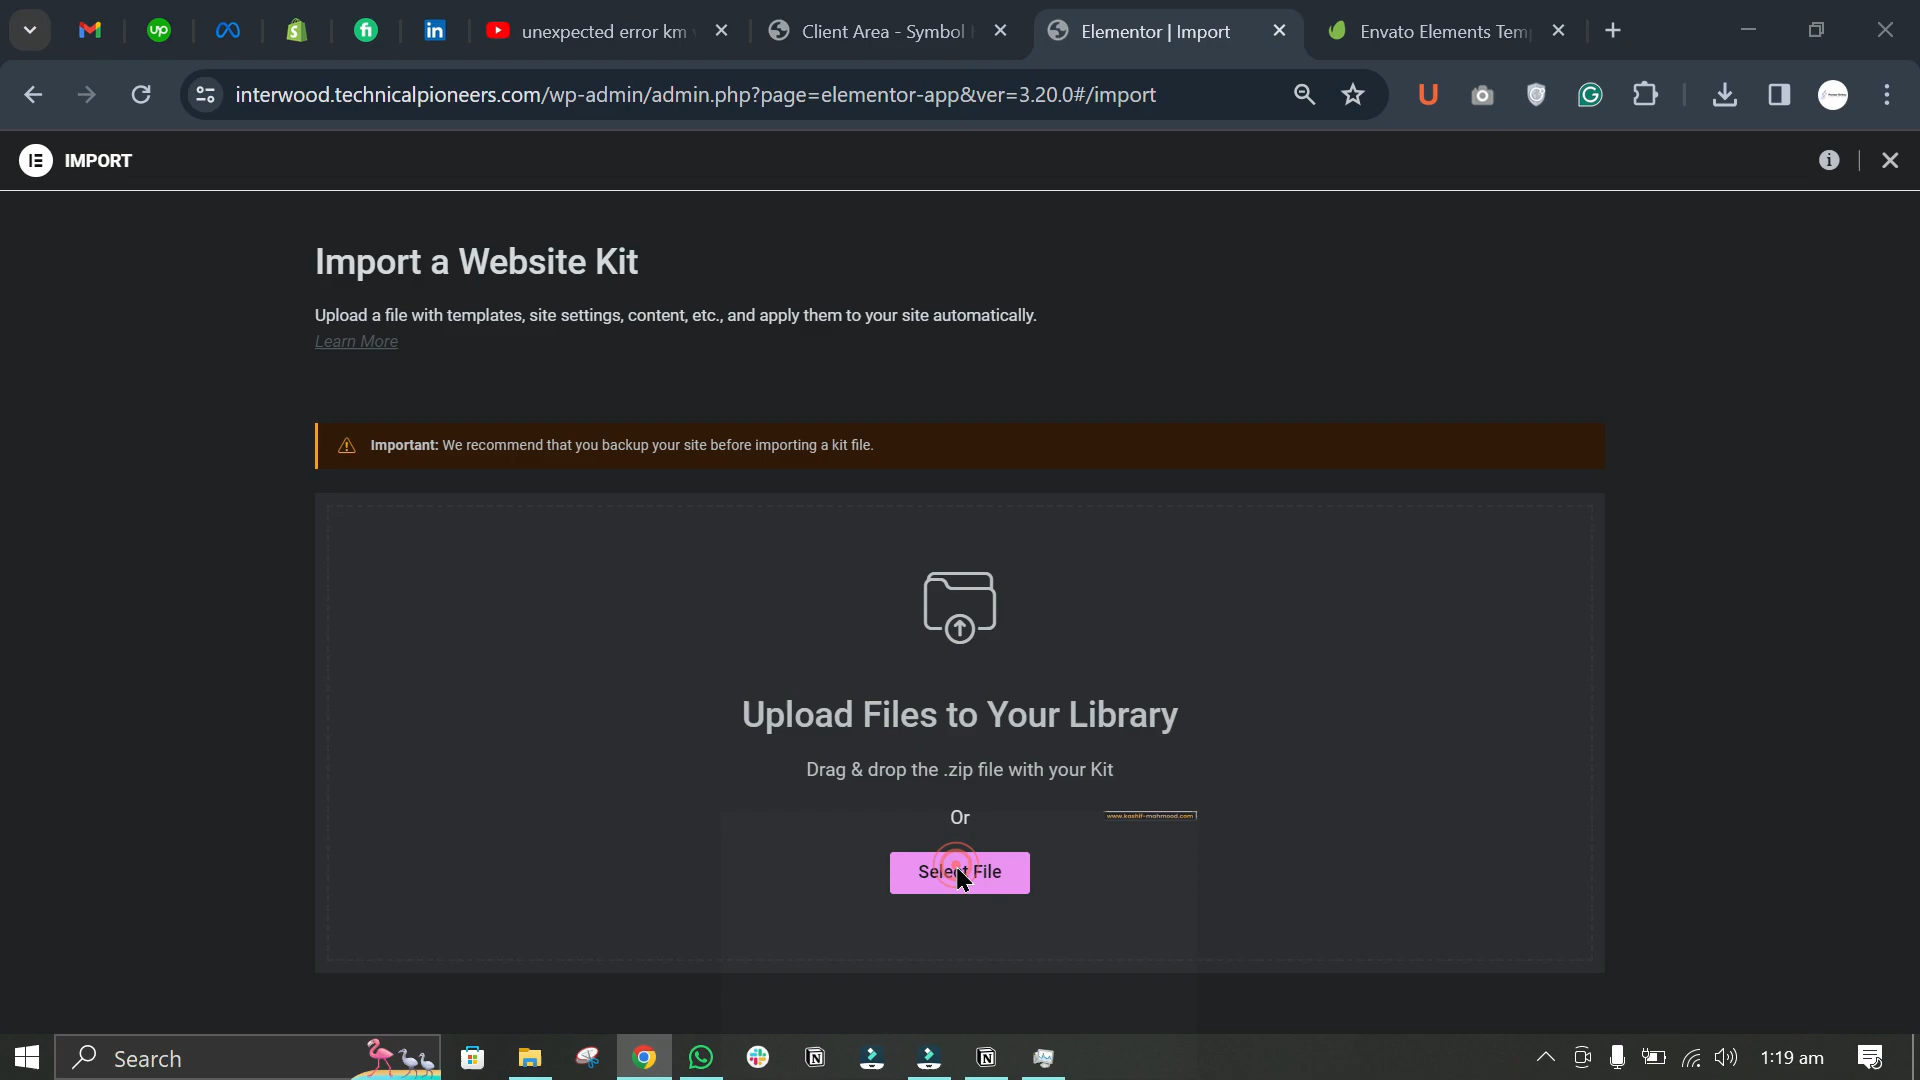 unexpected error km
Client Area - Symbol
Elementor | Import
Envato Elements Tem
interwood.technicalpioneers.com/wp-admin/admin.php?page=elementor-app&ver=3.20.0#/import
IMPORT
Import a Website Kit
Upload a file with templates, site settings, content, etc., and apply them to your site automatically.
Learn More
Important: We recommend that you backup your site before importing a kit file.
Upload Files to Your Library
Drag & drop the .zip file with your Kit
Or
www.kashif-mahmood.com
Select File
Search
1:19 am